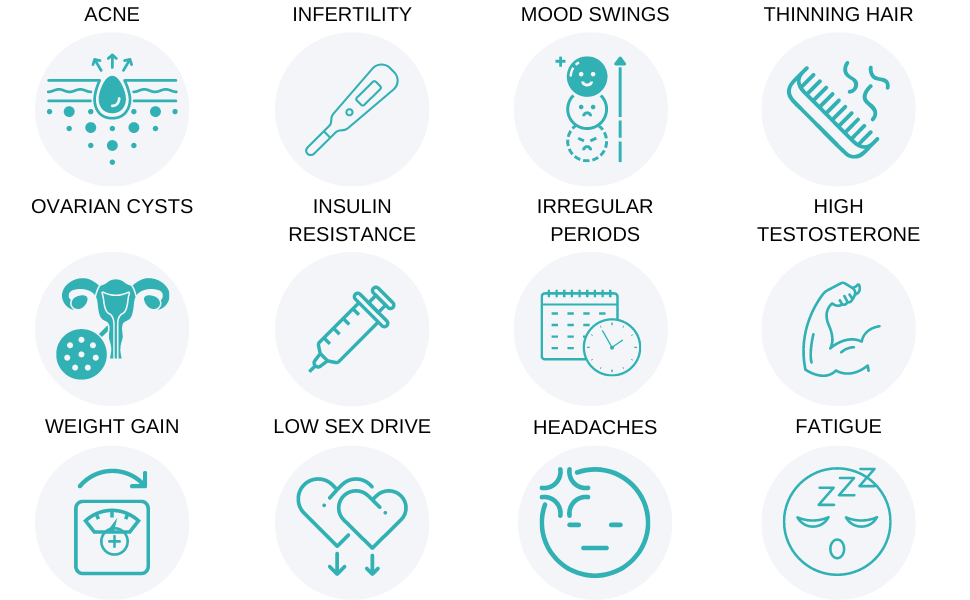 ACNE
INFERTILITY
MOOD SWINGS
THINNING HAIR
OVARIAN CYSTS
INSULIN
RESISTANCE
IRREGULAR
PERIODS
HIGH
TESTOSTERONE
WEIGHT GAIN
LOW SEX DRIVE
HEADACHES
FATIGUE
Z Z Z